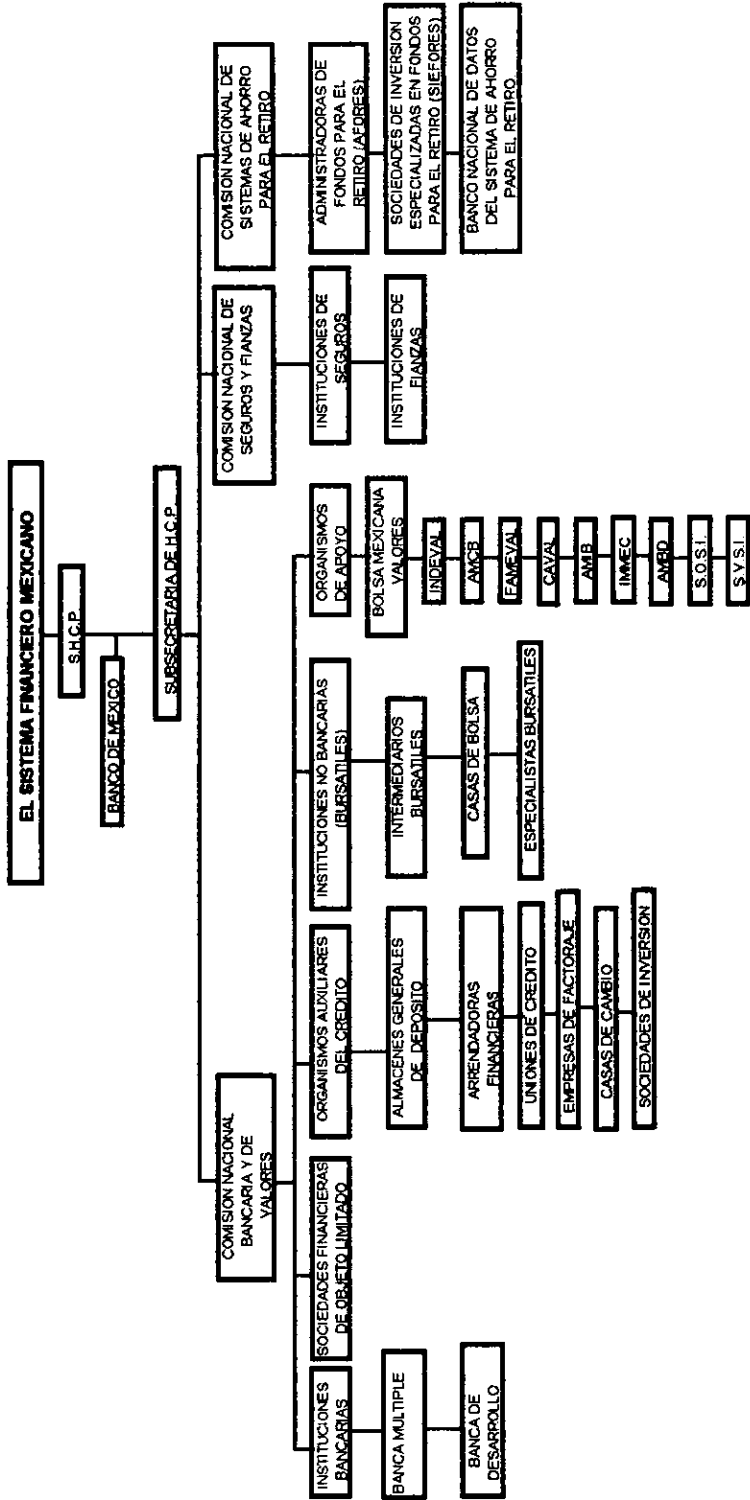 EL SISTEMA FINANCIERO MEXICANO
S.H.C.P.
BANCO DE MEXICO
SUBSECRETARIA DE H.C.P.
COMISION NACIONAL
BANCARIA Y DE
VALORES
COMISION NACIONAL DE
SEGUROS Y FIANZAS
COMISION NACIONAL DE
SISTEMAS DE AHORRO
PARA EL RETIRO
INSTITUCIONES
BANCARIAS
BANCA MULTIPLE
BANCA DE
DESARROLLO
SOCIEDADES FINANCIERAS
DE OBJETO LIMITADO
ORGANISMOS AUXILIARES
DEL CREDITO
ALMACENES GENERALES
DE DEPOSITO
ARRENDADORAS
FINANCIERAS
UNIONES DE CREDITO
EMPRESAS DE FACTORAJE
CASAS DE CAMBIO
SOCIEDADES DE INVERSION
INSTITUCIONES NO BANCARIAS
(BURSATILES)
INTERMEDIARIOS
BURSATILES
CASAS DE BOLSA
ESPECIALISTAS BURSATILES
ORGANISMOS
DE APOYO
BOLSA MEXICANA
VALORES
INDEVAL
AMCB
FAMEVAL
CAVAL
AMB
IMMEC
AMBD
S.O.S.I.
S.Y.S.I.
INSTITUCIONES DE
SEGUROS
INSTITUCIONES DE
FIANZAS
ADMINISTRADORAS DE
FONDOS PARA EL
RETIRO (AFORES)
SOCIEDADES DE INVERSION
ESPECIALIZADAS EN FONDOS
PARA EL RETIRO (SIEFORES)
BANCO NACIONAL DE DATOS
DEL SISTEMA DE AHORRO
PARA EL RETIRO